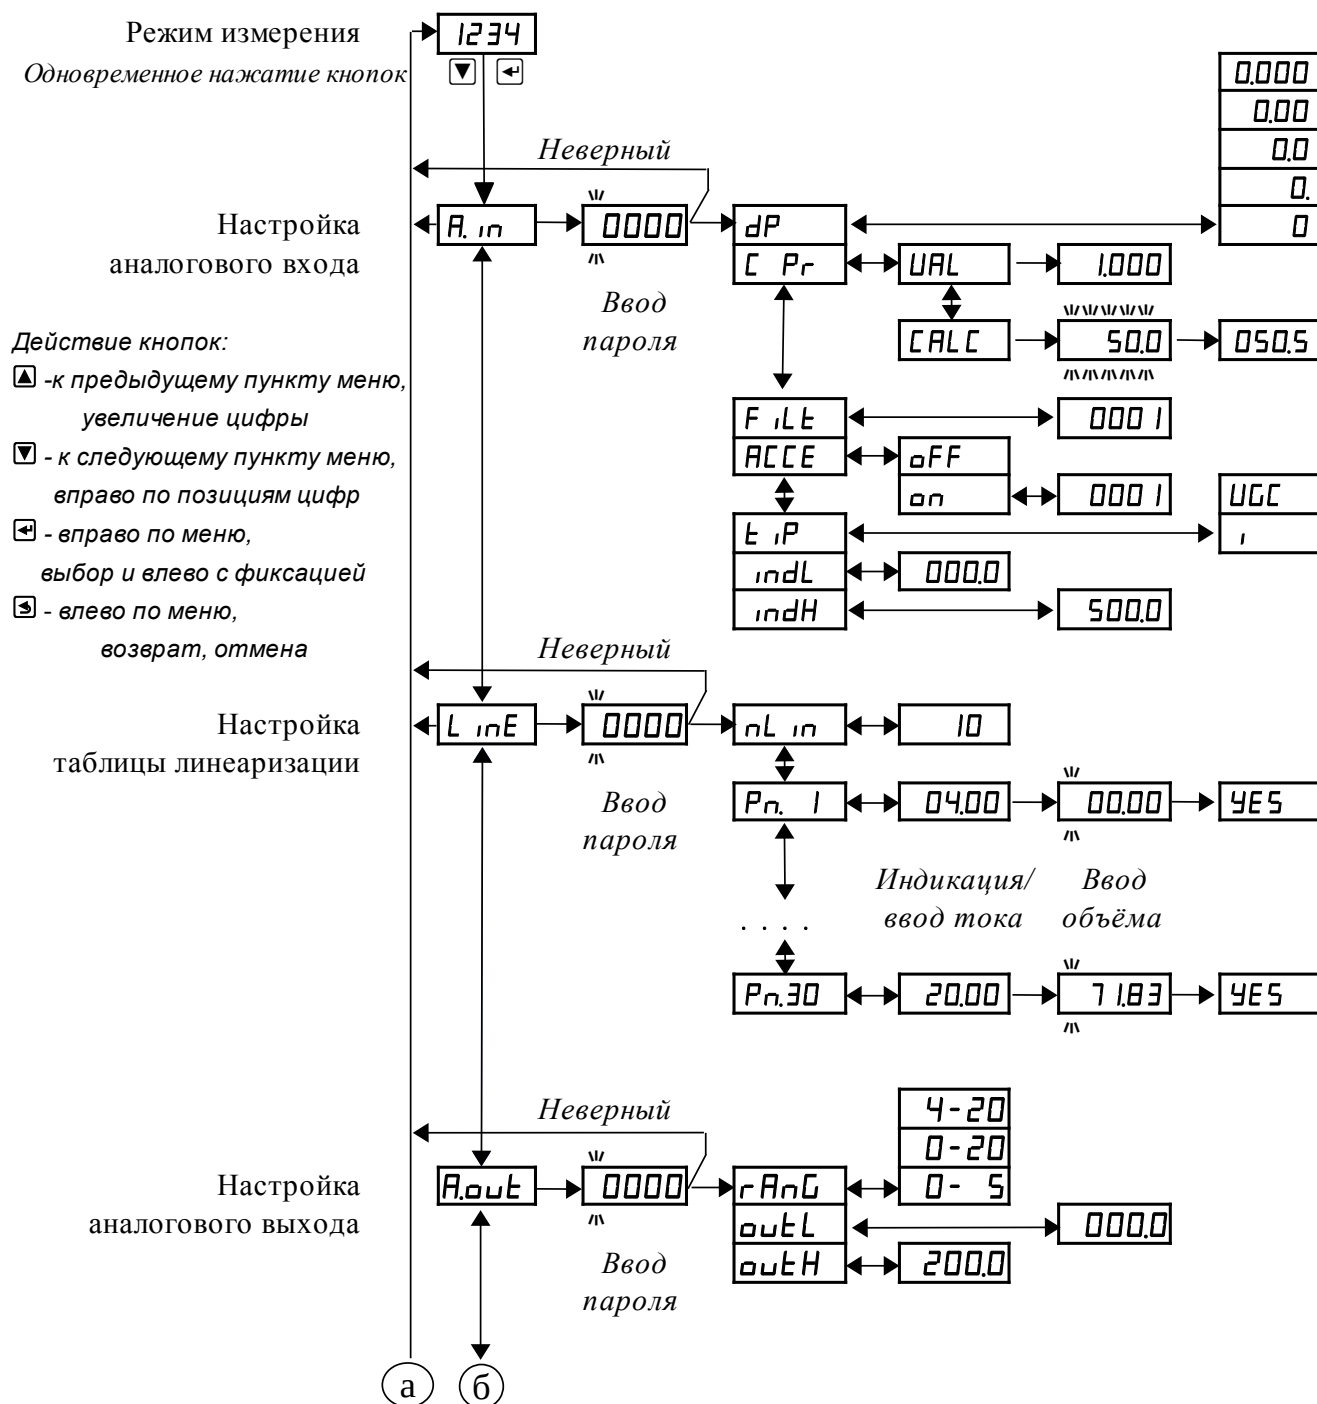 Режим измерения
1234
Одновременное нажатие кнопок
0.000
0.00
0.0
0.
0
Неверный
Настройка
аналогового входа
A. in
0000
Ввод
пароля
dP
C Pr
UAL
1.000
CALC
50.0
050.5
Действие кнопок:
-к предыдущему пункту меню,
увеличение цифры
- к следующему пункту меню,
вправо по позициям цифр
- вправо по меню,
выбор и влево с фиксацией
- влево по меню,
возврат, отмена
FiLt
0001
ACCE
oFF
on
0001
tiP
UGC
i
indL
000.0
indH
500.0
Неверный
Настройка
таблицы линеаризации
LinE
0000
Ввод
пароля
nLin
10
Pn. 1
04.00
00.00
YES
Индикация/
ввод тока
Ввод
объёма
. . . .
Pn.30
20.00
71.83
YES
Неверный
Настройка
аналогового выхода
A.out
0000
Ввод
пароля
rAnG
4-20
0-20
0- 5
outL
000.0
outH
200.0
а
б